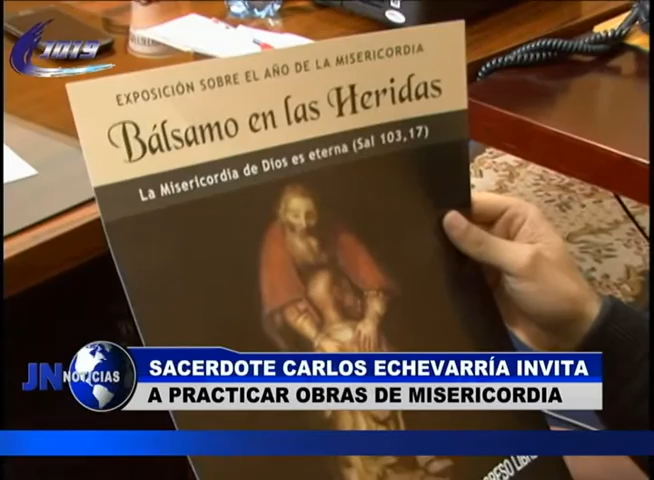 1019
EXPOSICIÓN SOBRE EL AÑO DE LA MISERICORDIA
Bálsamo en las Heridas
La Misericordia de Dios es eterna (Sal 103,17)
SACERDOTE CARLOS ECHEVARRÍA INVITA
JN NOTICIAS
A PRACTICAR OBRAS DE MISERICORDIA